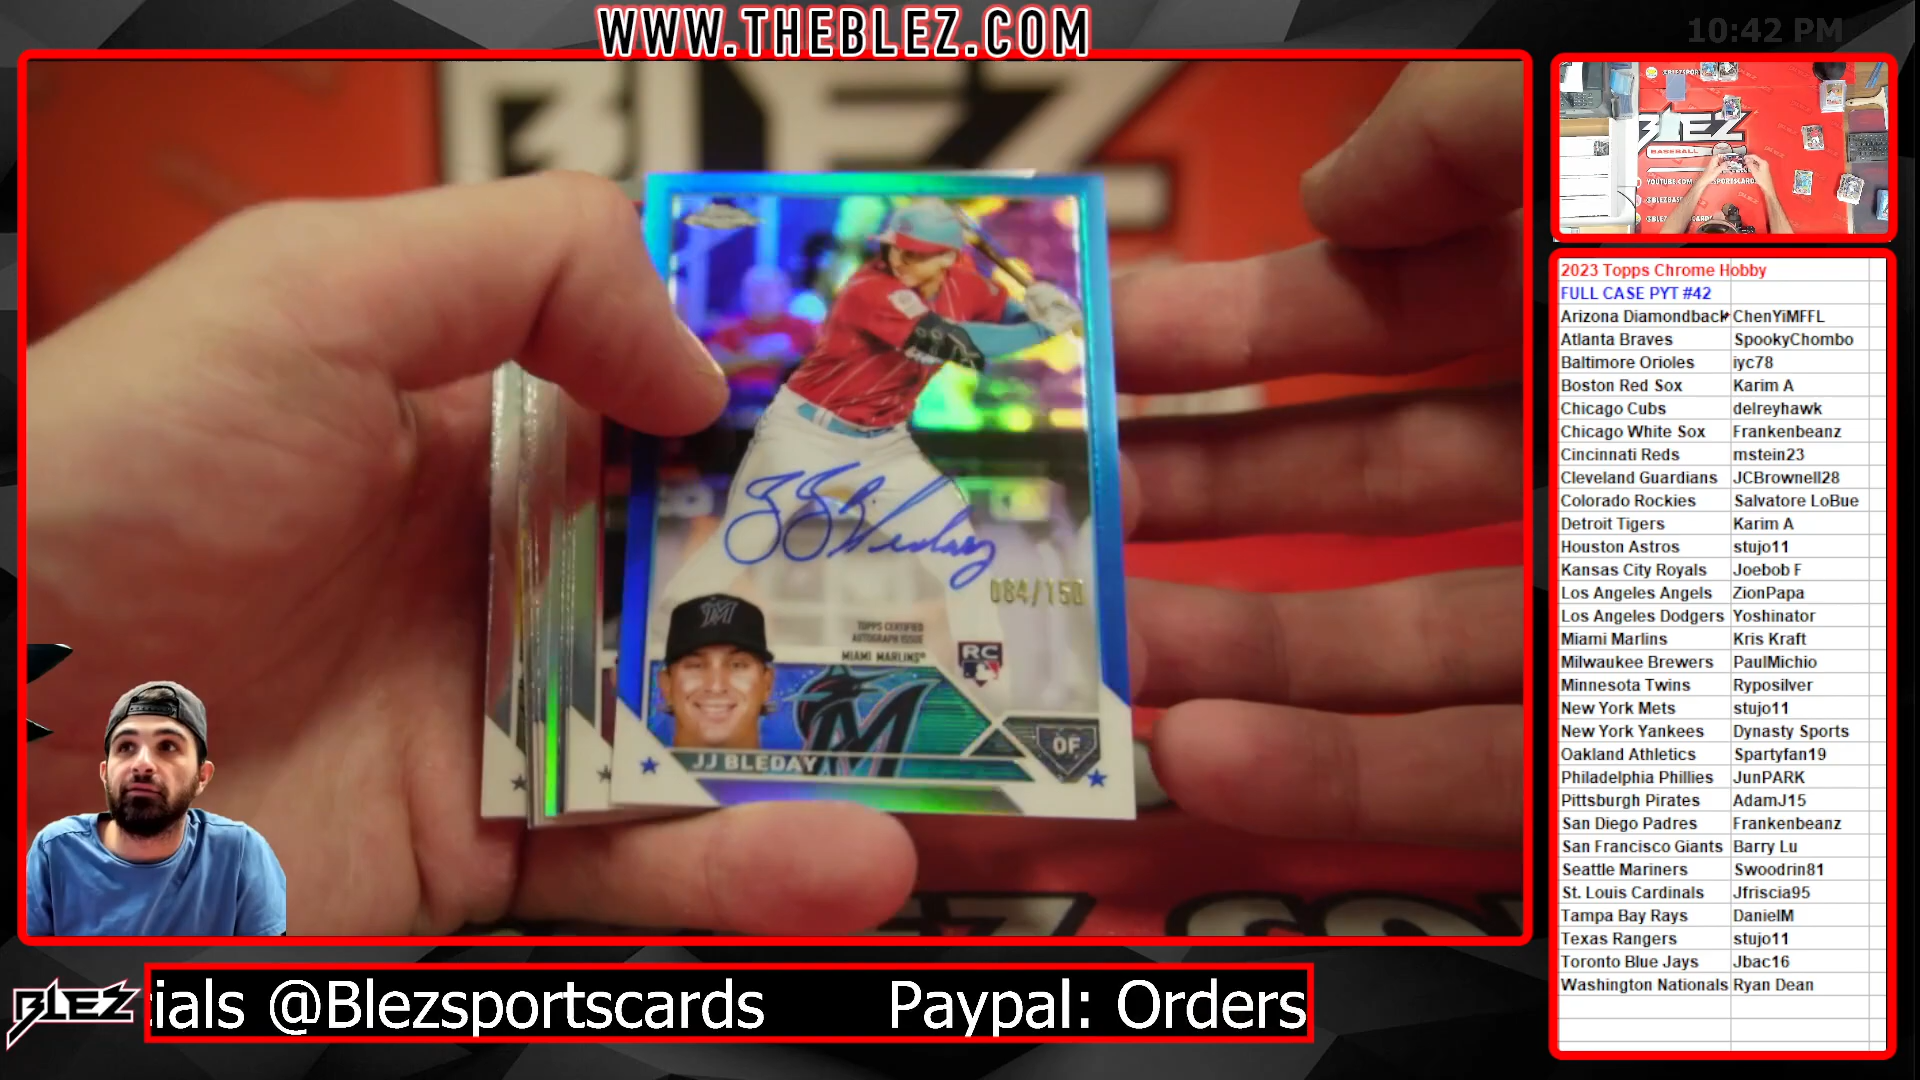 WWW.THEBLEZ.COM
10:42 PM
BLEZ
084/150
TOPPS CERTIFIED
AUTOGRAPH ISSUE
MIAMI MARLINS
RC
OF
JJ BLEDAY
BLEZ
BASEBALL
2023 Topps Chrome Hobby
FULL CASE PYT #42
Arizona Diamondback ChenYiMFFL
Atlanta Braves SpookyChombo
Baltimore Orioles iyc78
Boston Red Sox Karim A
Chicago Cubs delreyhawk
Chicago White Sox Frankenbeanz
Cincinnati Reds mstein23
Cleveland Guardians JCBrownell28
Colorado Rockies Salvatore LoBue
Detroit Tigers Karim A
Houston Astros stujo11
Kansas City Royals Joebob F
Los Angeles Angels ZionPapa
Los Angeles Dodgers Yoshinator
Miami Marlins Kris Kraft
Milwaukee Brewers PaulMichio
Minnesota Twins Ryposilver
New York Mets stujo11
New York Yankees Dynasty Sports
Oakland Athletics Spartyfan19
Philadelphia Phillies JunPARK
Pittsburgh Pirates AdamJ15
San Diego Padres Frankenbeanz
San Francisco Giants Barry Lu
Seattle Mariners Swoodrin81
St. Louis Cardinals Jfriscia95
Tampa Bay Rays DanielM
Texas Rangers stujo11
Toronto Blue Jays Jbac16
Washington Nationals Ryan Dean
BLEZ
ials @Blezsportscards Paypal: Orders